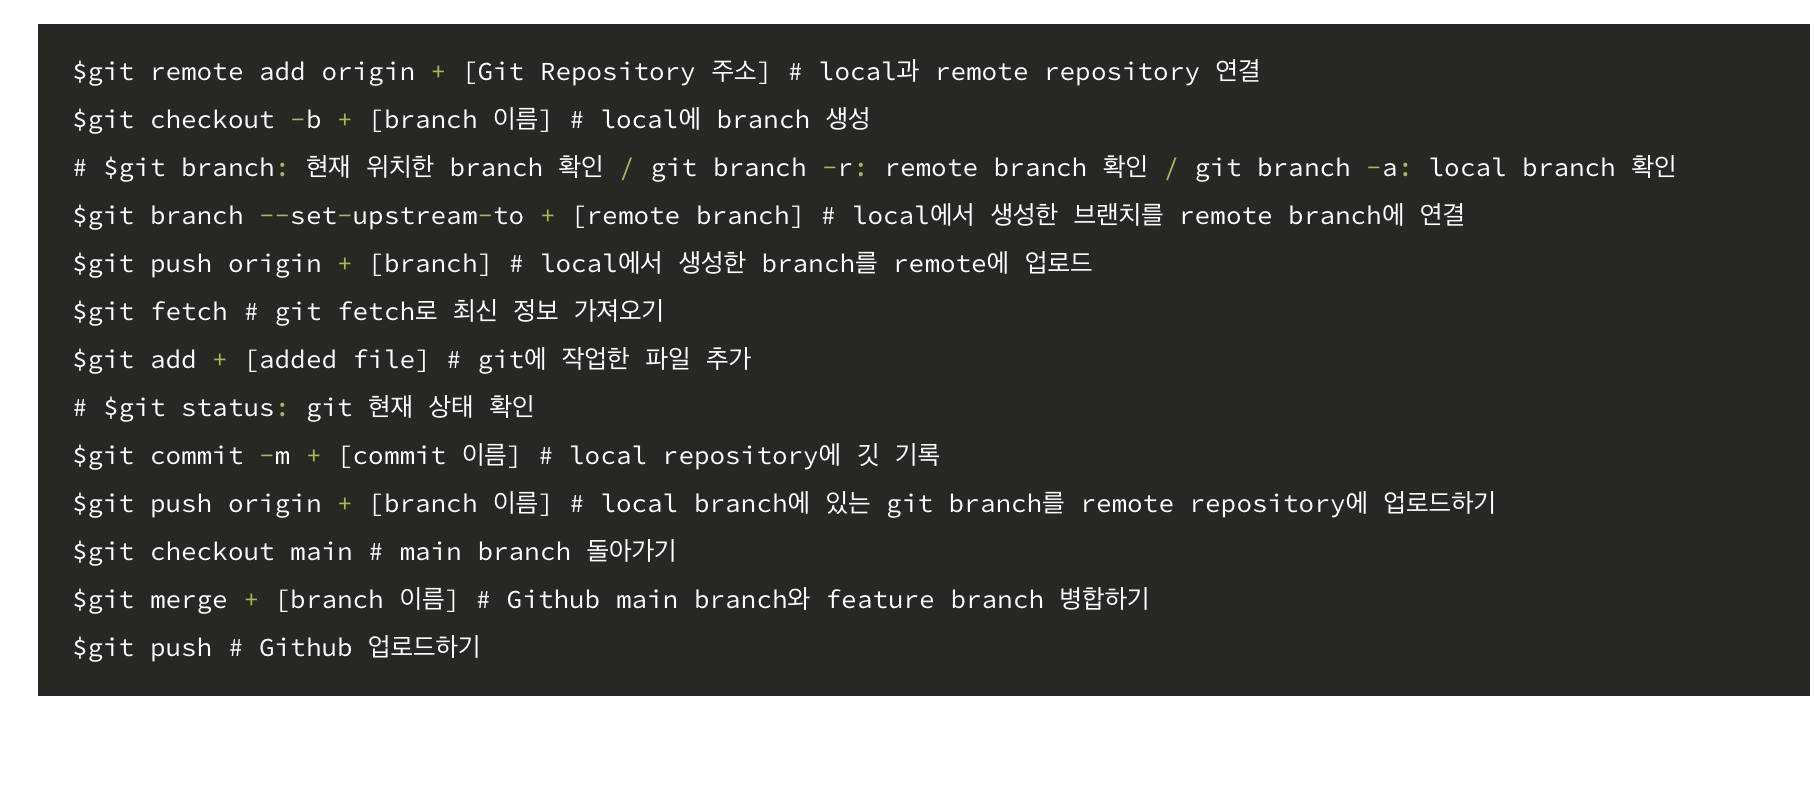 $git remote add origin + [Git Repository 주소] # local과 remote repository 연결
$git checkout -b + [branch 이름] # local에 branch 생성
# $git branch: 현재 위치한 branch 확인 / git branch -r: remote branch 확인 / git branch -a: local branch 확인
$git branch --set-upstream-to + [remote branch] # local에서 생성한 브랜치를 remote branch에 연결
$git push origin + [branch] # local에서 생성한 branch를 remote에 업로드
$git fetch # git fetch로 최신 정보 가져오기
$git add + [added file] # git에 작업한 파일 추가
# $git status: git 현재 상태 확인
$git commit -m + [commit 이름] # local repository에 깃 기록
$git push origin + [branch 이름] # local branch에 있는 git branch를 remote repository에 업로드하기
$git checkout main # main branch 돌아가기
$git merge + [branch 이름] # Github main branch와 feature branch 병합하기
$git push # Github 업로드하기